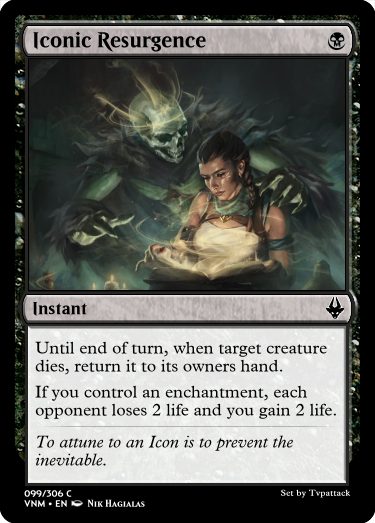 Iconic Resurgence
Instant
Until end of turn, when target creature
dies, return it to its owners hand.
If you control an enchantment, each
opponent loses 2 life and you gain 2 life.
To attune to an Icon is to prevent the
inevitable.
099/306 C
VNM • EN Nik Hagialas
Set by Tvpattack